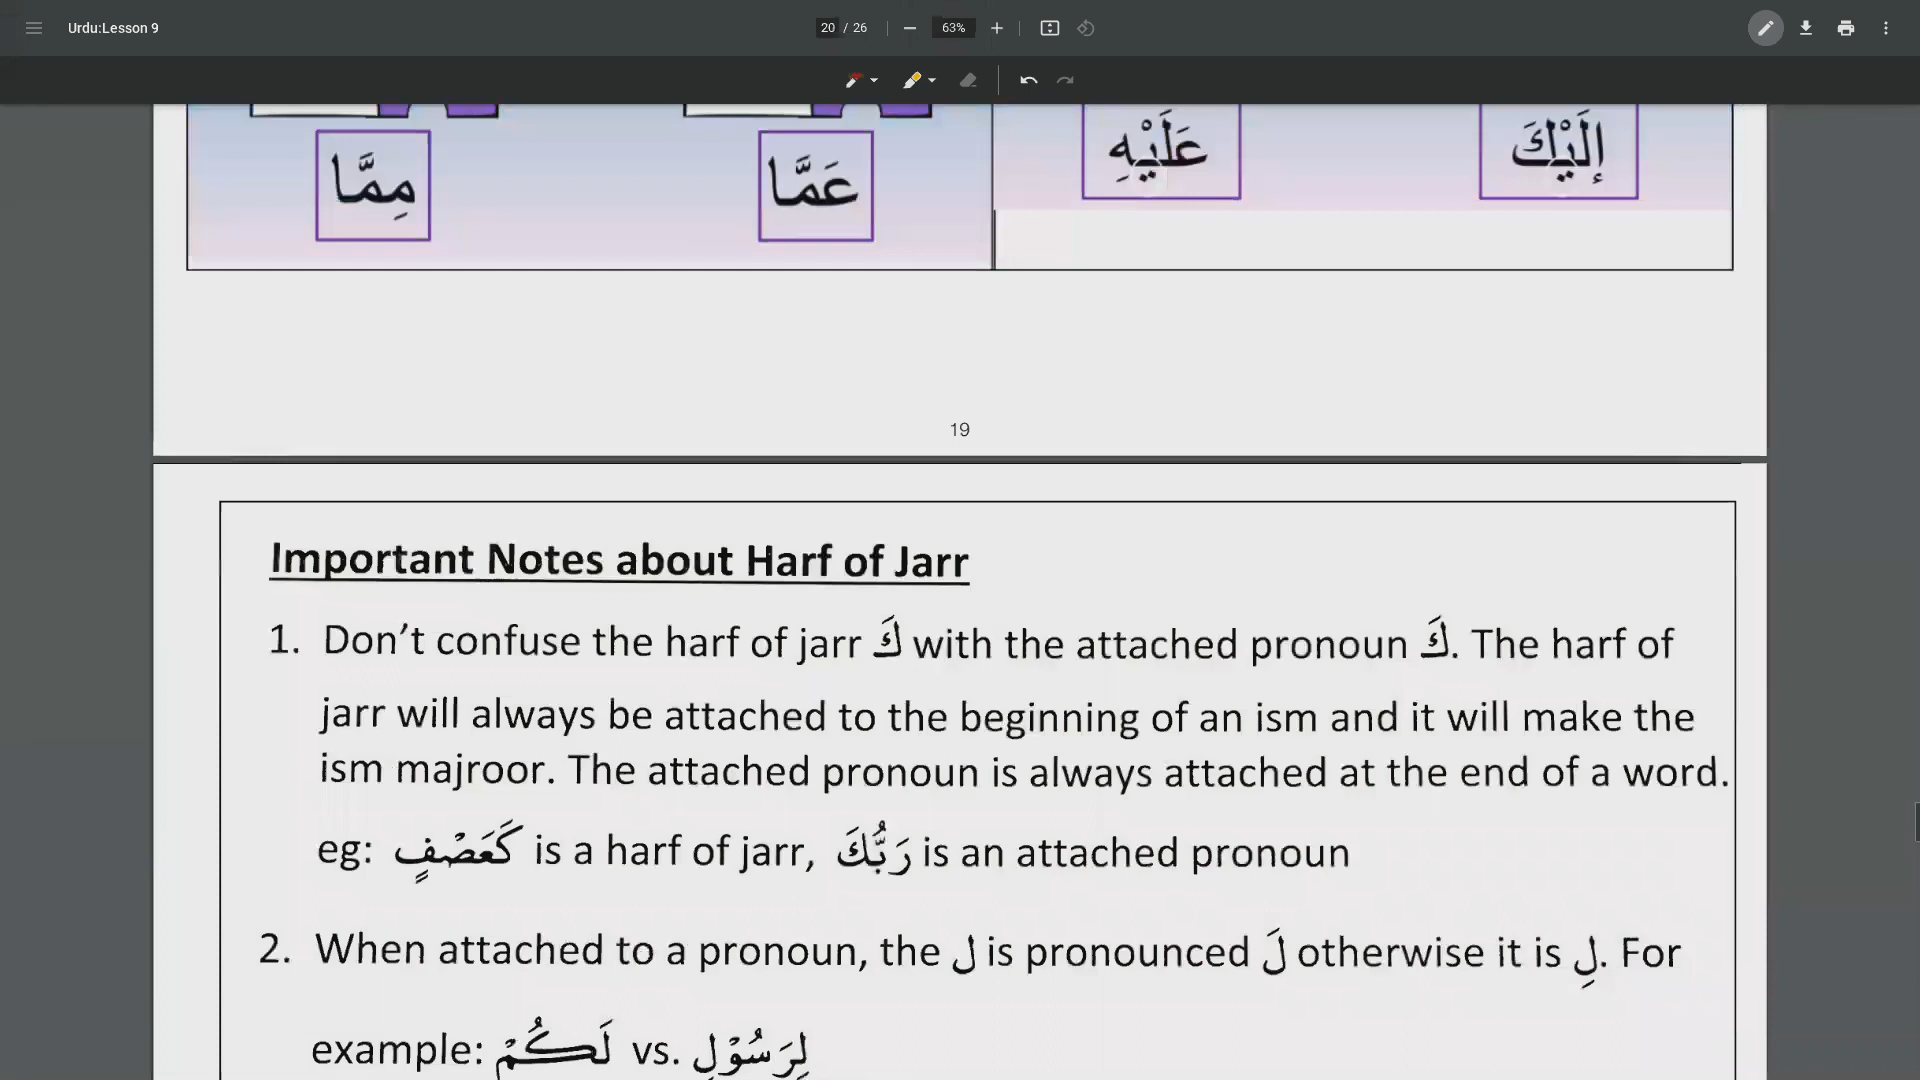 Urdu:Lesson 9
20 / 26
63%
مِمَّا عَمَّا عَلَيْهِ إِلَيْكَ
19
Important Notes about Harf of Jarr
1. Don't confuse the harf of jarr كَ with the attached pronoun كَ. The harf of
jarr will always be attached to the beginning of an ism and it will make the
ism majroor. The attached pronoun is always attached at the end of a word.
eg: كَعَصْفٍ is a harf of jarr, رَبُّكَ is an attached pronoun
2. When attached to a pronoun, the ل is pronounced لَ otherwise it is لِ. For
example: لَكُمْ vs. لِرَسُوْلِ